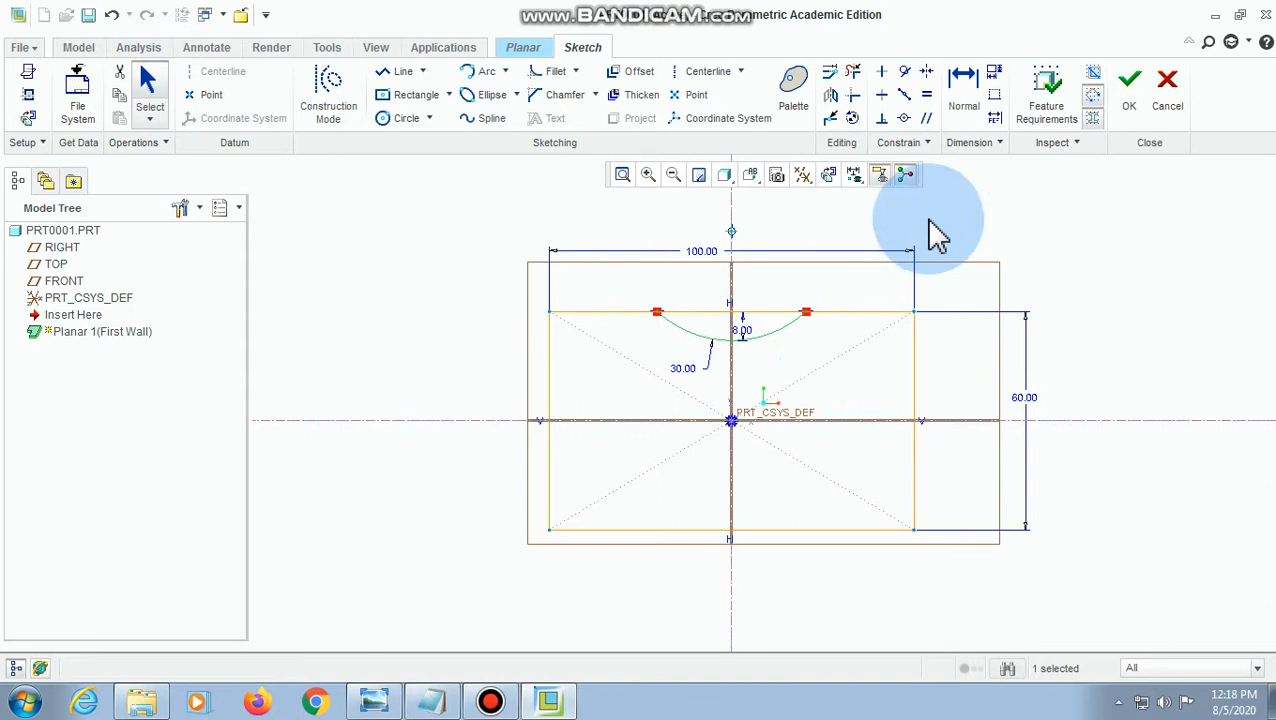 www.BANDICAM.com
metric Academic Edition
File Model Analysis Annotate Render Tools View Applications Planar Sketch
Centerline Line Arc Fillet Offset Centerline
Point Rectangle Ellipse Chamfer Thicken Point
Coordinate System Circle Spline Text Project Coordinate System
File System
Select
Construction Mode
Palette
Normal
Feature Requirements
OK
Cancel
Setup Get Data Operations Datum Sketching Editing Constrain Dimension Inspect Close
Model Tree
PRT0001.PRT
RIGHT
TOP
FRONT
PRT_CSYS_DEF
Insert Here
Planar 1(First Wall)
100.00
H
8.00
30.00
60.00
PRT_CSYS_DEF
V
V
H
1 selected
All
12:18 PM
8/5/2020